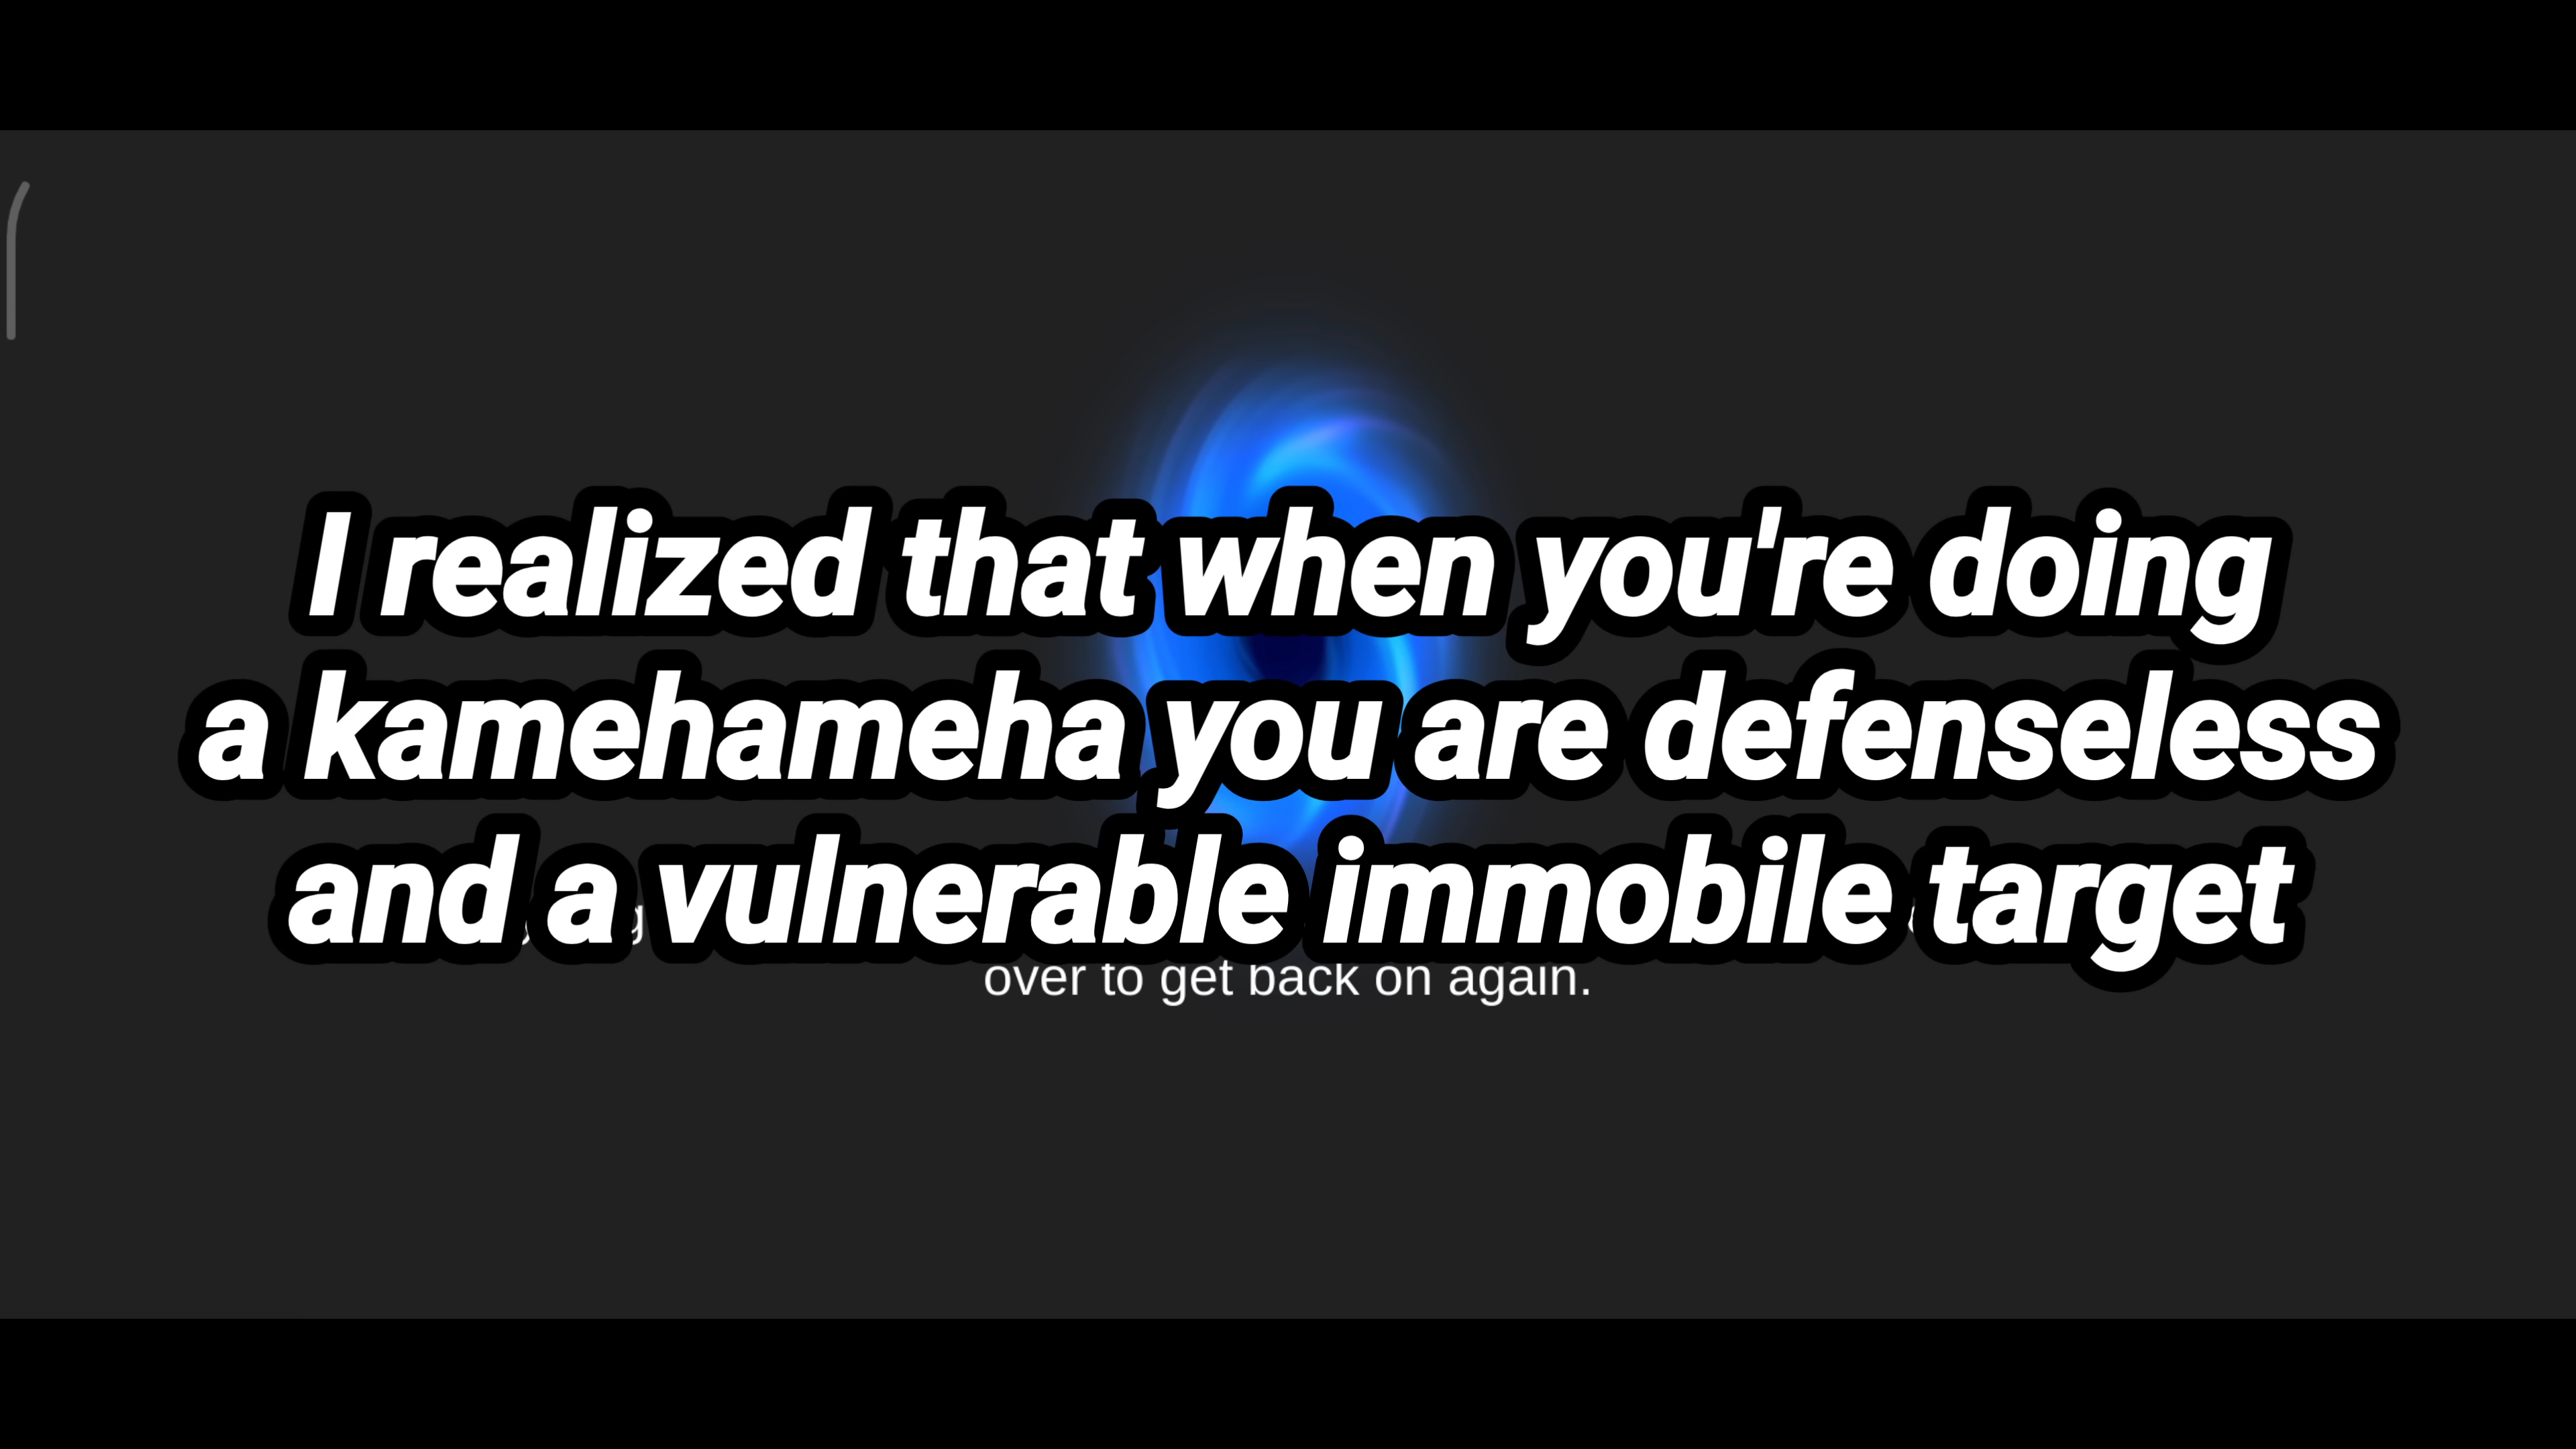 I realized that when you're doing
a kamehameha you are defenseless
and a vulnerable immobile target
over to get back on again.